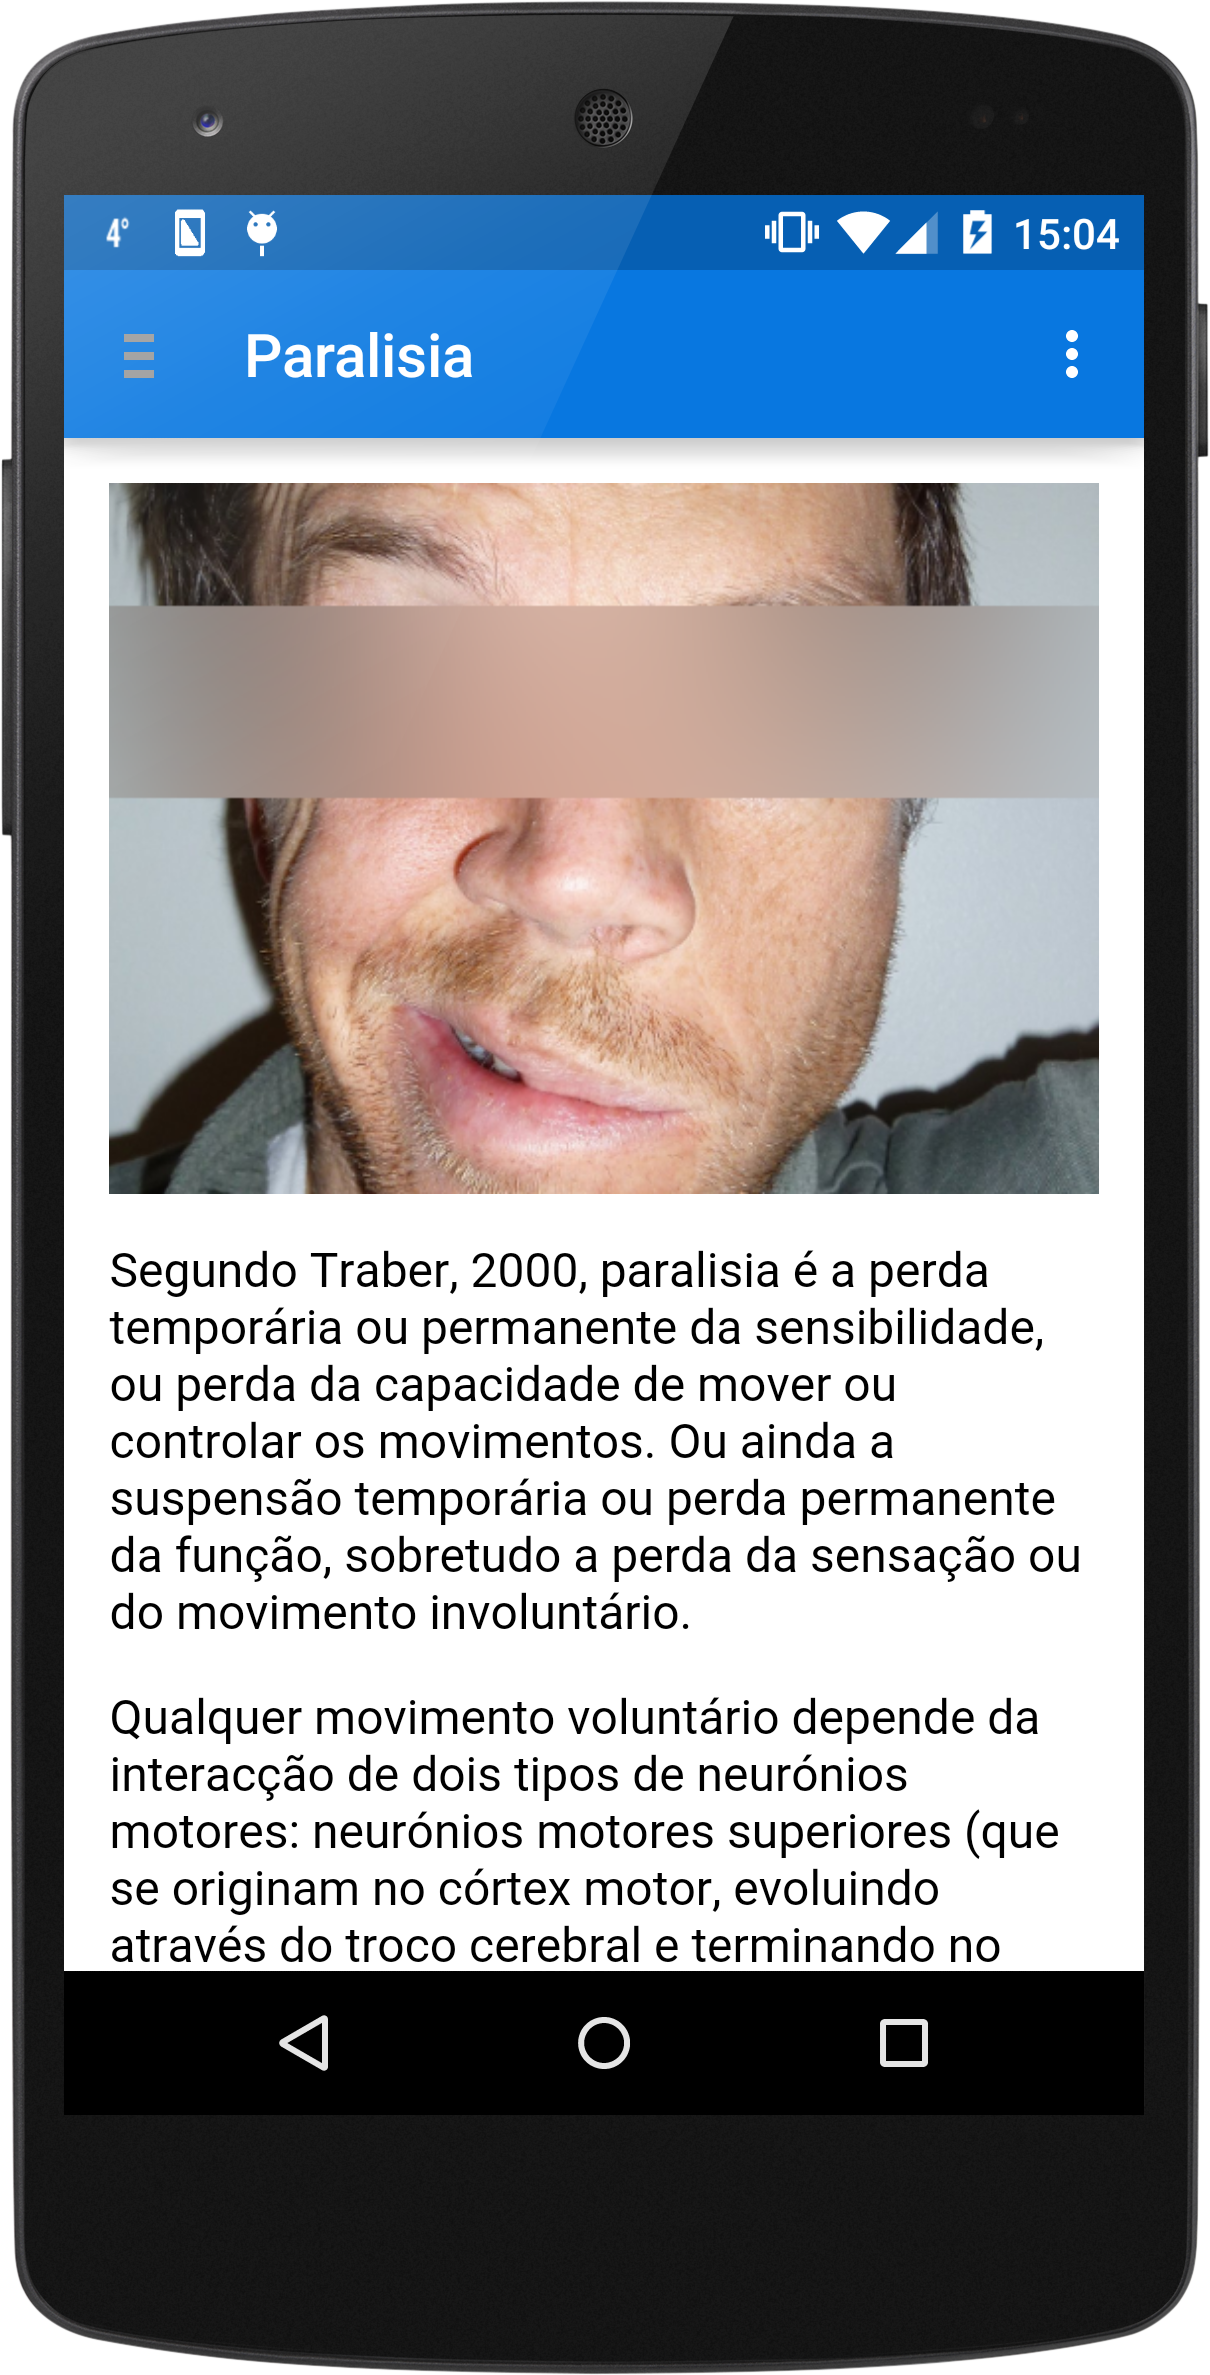 4° 15:04
Paralisia
Segundo Traber, 2000, paralisia é a perda
temporária ou permanente da sensibilidade,
ou perda da capacidade de mover ou
controlar os movimentos. Ou ainda a
suspensão temporária ou perda permanente
da função, sobretudo a perda da sensação ou
do movimento involuntário.
Qualquer movimento voluntário depende da
interacção de dois tipos de neurónios
motores: neurónios motores superiores (que
se originam no córtex motor, evoluindo
através do troco cerebral e terminando no